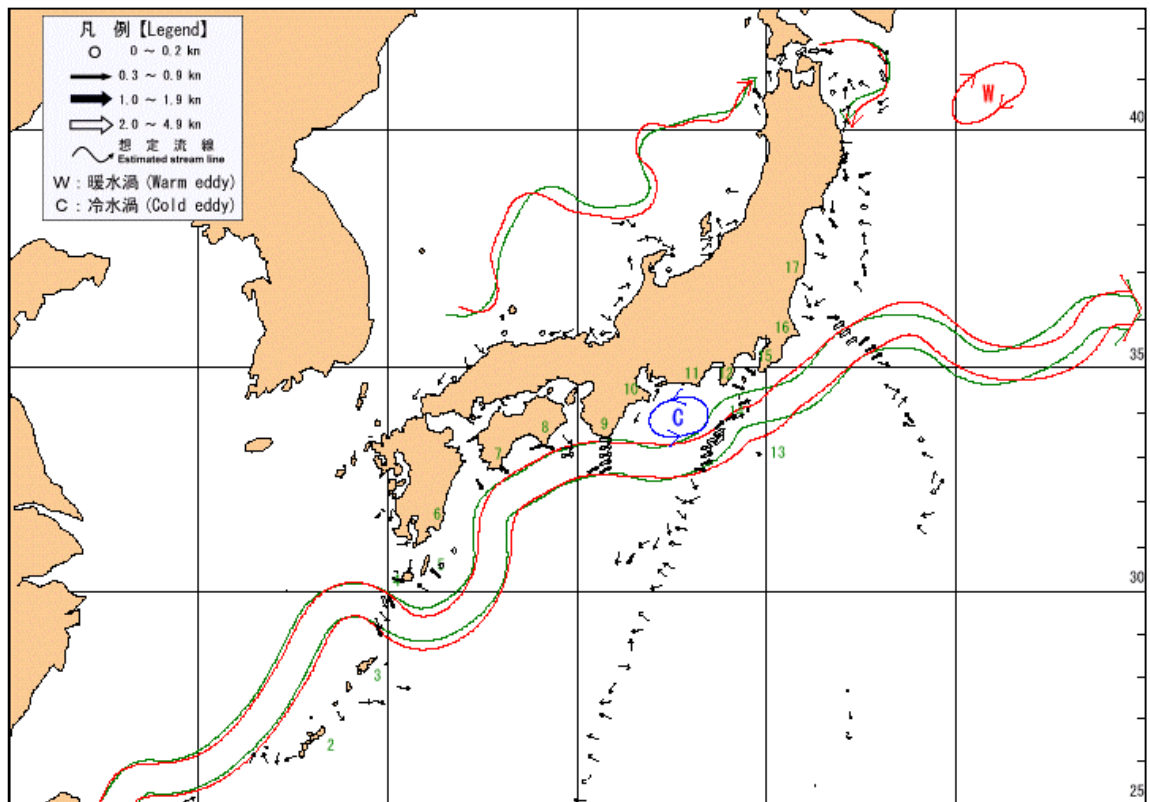 凡 例【Legend】
0 ～ 0.2 kn
0.3 ～ 0.9 kn
1.0 ～ 1.9 kn
2.0 ～ 4.9 kn
想 定 流 線
Estimated stream line
W : 暖水渦 (Warm eddy)
C : 冷水渦 (Cold eddy)
W
40
17
16
35
15
12
11
10
C
9
8
7
13
6
5
4
30
3
2
25